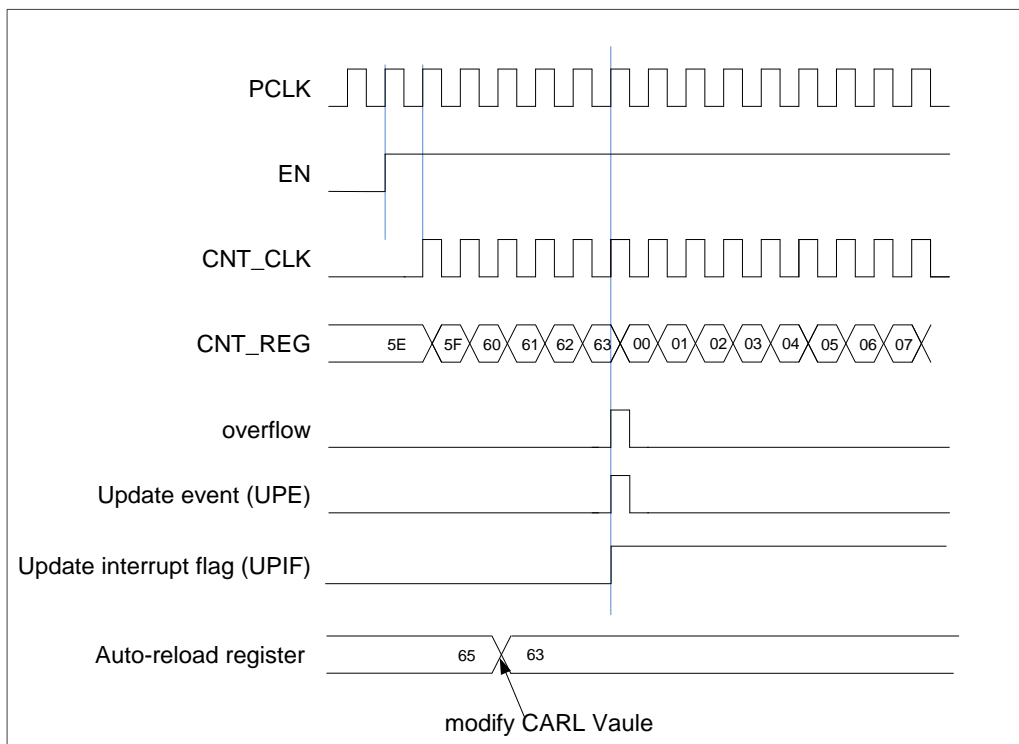 PCLK
EN
CNT_CLK
CNT_REG 5E 5F 60 61 62 63 00 01 02 03 04 05 06 07
overflow
Update event (UPE)
Update interrupt flag (UPIF)
Auto-reload register 65 63
modify CARL Vaule